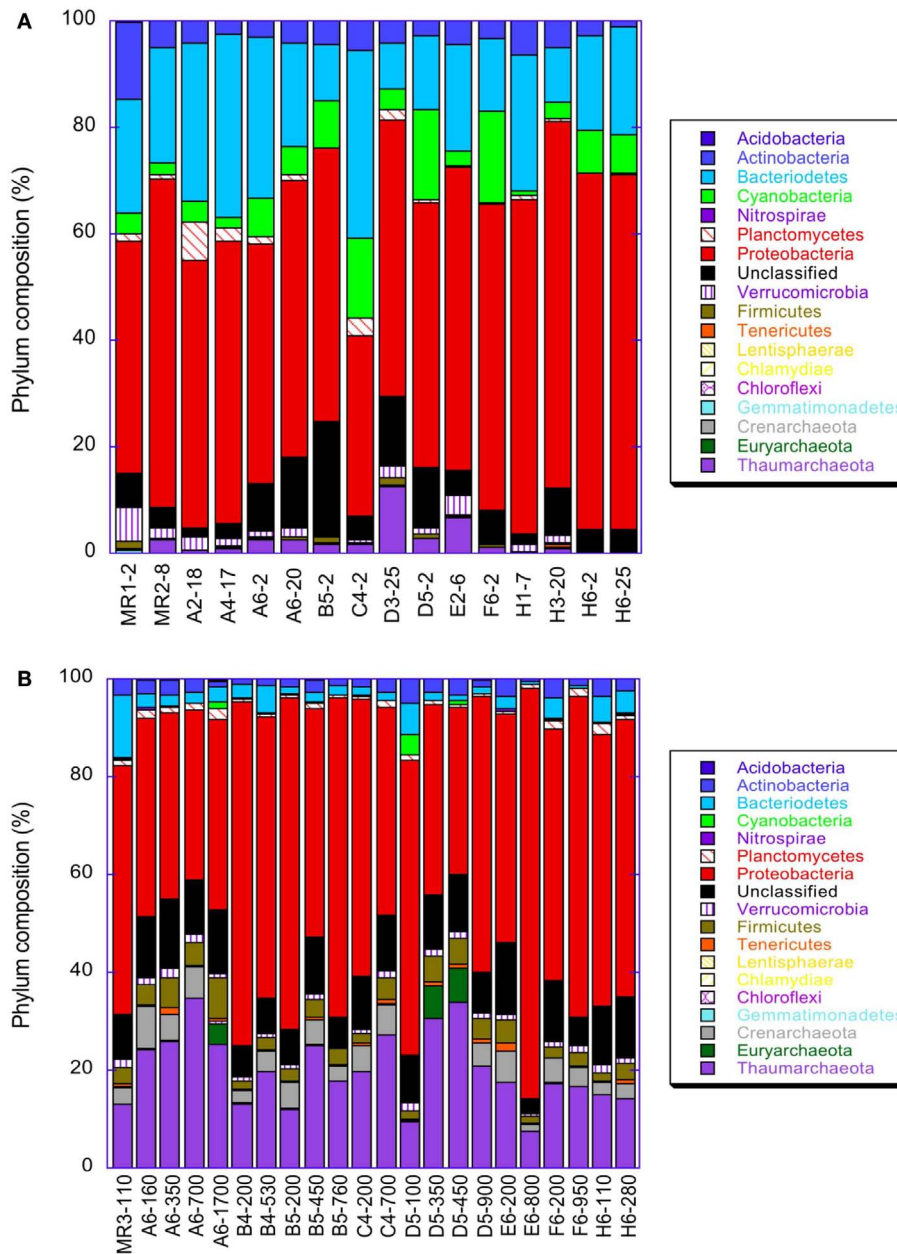 A
100
80
60
40
20
0
Phylum composition (%)
MR1-2
MR2-8
A2-18
A4-17
A6-2
A6-20
B5-2
C4-2
D3-25
D5-2
E2-6
F6-2
H1-7
H3-20
H6-2
H6-25
Acidobacteria
Actinobacteria
Bacteriodetes
Cyanobacteria
Nitrospirae
Planctomycetes
Proteobacteria
Unclassified
Verrucomicrobia
Firmicutes
Tenericutes
Lentisphaerae
Chlamydiae
Chloroflexi
Gemmatimonadetes
Crenarchaeota
Euryarchaeota
Thaumarchaeota
B
100
80
60
40
20
0
Phylum composition (%)
MR3-110
A6-160
A6-350
A6-700
A6-1700
B4-200
B4-530
B5-200
B5-450
B5-760
C4-200
C4-700
D5-100
D5-350
D5-450
D5-900
E6-200
E6-800
F6-200
F6-950
H6-110
H6-280
Acidobacteria
Actinobacteria
Bacteriodetes
Cyanobacteria
Nitrospirae
Planctomycetes
Proteobacteria
Unclassified
Verrucomicrobia
Firmicutes
Tenericutes
Lentisphaerae
Chlamydiae
Chloroflexi
Gemmatimonadetes
Crenarchaeota
Euryarchaeota
Thaumarchaeota